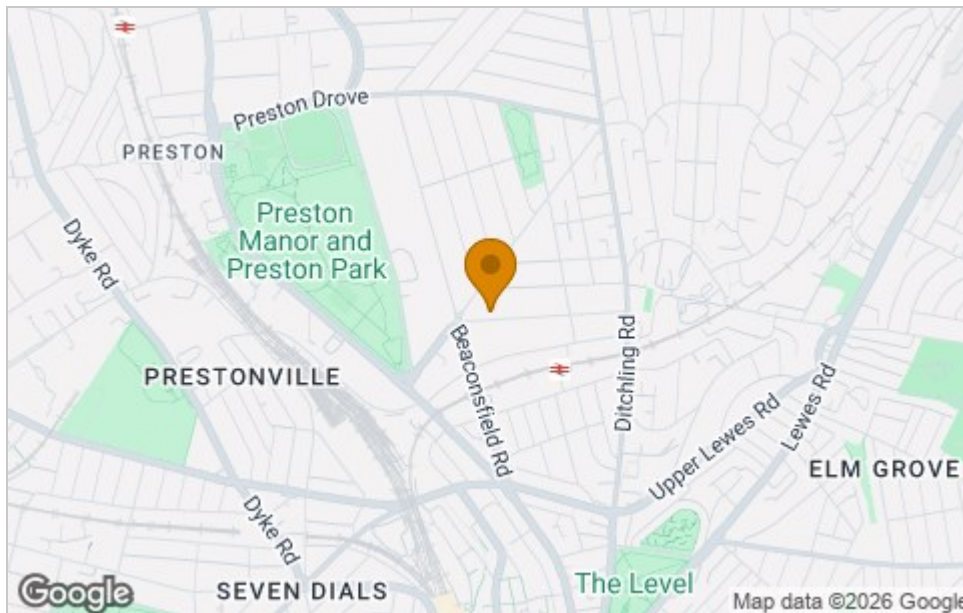 Preston Drove
PRESTON
Preston
Manor and
Preston Park
Dyke Rd
Beaconsfield Rd
Ditchling Rd
PRESTONVILLE
Lewes Rd
Upper Lewes Rd
ELM GROVE
Dyke Rd
The Level
SEVEN DIALS
Google
Map data ©2026 Google